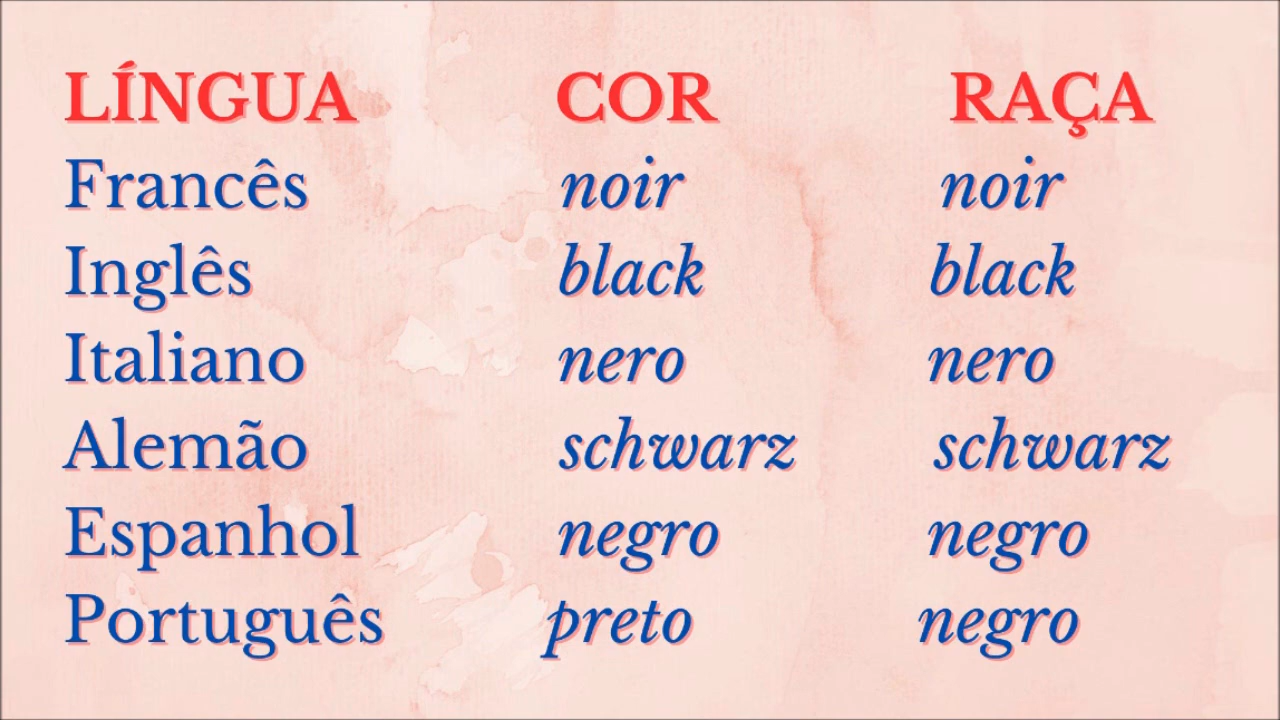 LÍNGUA COR RAÇA
Francês noir noir
Inglês black black
Italiano nero nero
Alemão schwarz schwarz
Espanhol negro negro
Português preto negro